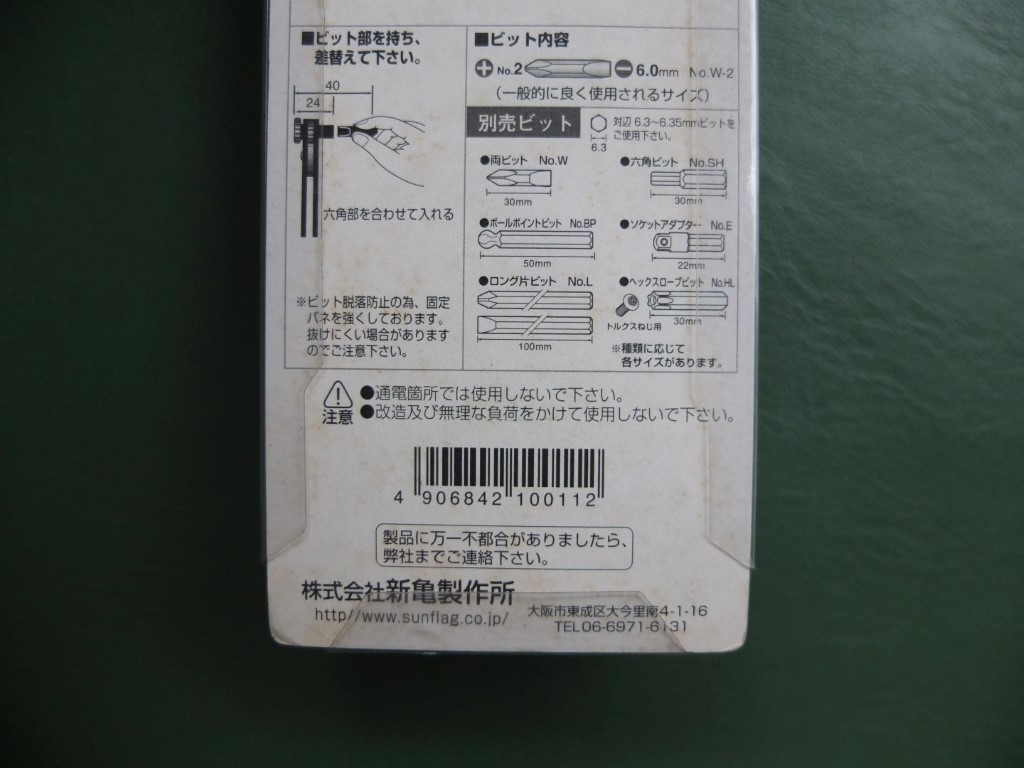 ■ビット部を持ち、
差替えて下さい。
40
24
六角部を合わせて入れる
※ビット脱落防止の為、固定
バネを強くしております。
抜けにくい場合があります
のでご注意下さい。
■ビット内容
No.2 6.0mm No.W-2
(一般的に良く使用されるサイズ)
別売ビット
対辺 6.3~6.35mmビットを
ご使用下さい。
6.3
●両ビット No.W
30mm
●六角ビット No.SH
30mm
●ボールポイントビット No.BP
50mm
●ソケットアダプター No.E
22mm
●ロング片ビット No.L
100mm
●ヘックスローブビット No.HL
30mm
トルクスねじ用
※種類に応じて
各サイズがあります。
注意
●通電箇所では使用しないで下さい。
●改造及び無理な負荷をかけて使用しないで下さい。
4 906842 100112
製品に万一不都合がありましたら、
弊社までご連絡下さい。
株式会社新亀製作所
http//www.sunflag.co.jp/
大阪市東成区大今里南4-1-16
TEL06-6971-6131